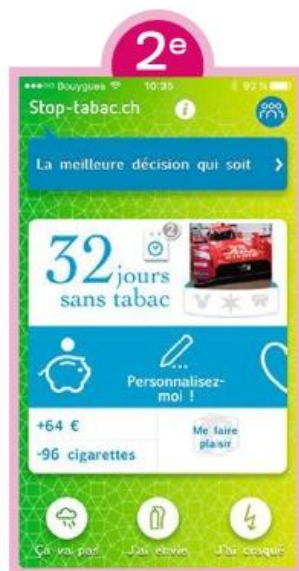 2e
Bouygues 10:35 92 %
Stop-tabac.ch i
La meilleure décision qui soit >
2
32 jours
sans tabac
Personnalisez-
moi !
+64 €
-96 cigarettes
Me faire
plaisir
Ça va pas J'ai envie J'ai craqué